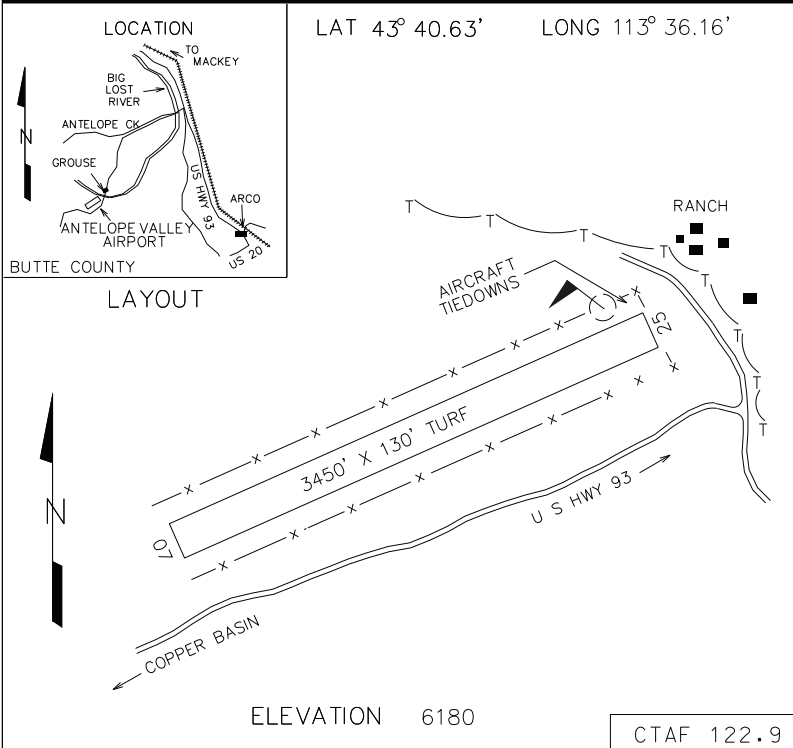 LOCATION
LAT 43° 40.63' LONG 113° 36.16'
TO
MACKEY
BIG
LOST
RIVER
N
ANTELOPE CK
GROUSE
US HWY 93
ARCO
ANTELOPE VALLEY
AIRPORT
US 20
BUTTE COUNTY
LAYOUT
RANCH
AIRCRAFT
TIEDOWNS
25
3450' X 130' TURF
07
N
U S HWY 93
COPPER BASIN
ELEVATION 6180
CTAF 122.9